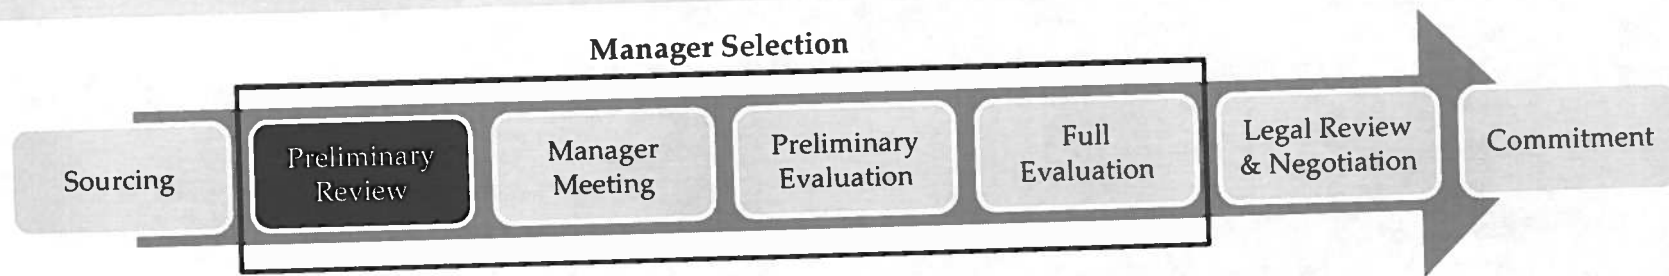 Manager Selection
Sourcing
Preliminary
Review
Manager
Meeting
Preliminary
Evaluation
Full
Evaluation
Legal Review
& Negotiation
Commitment